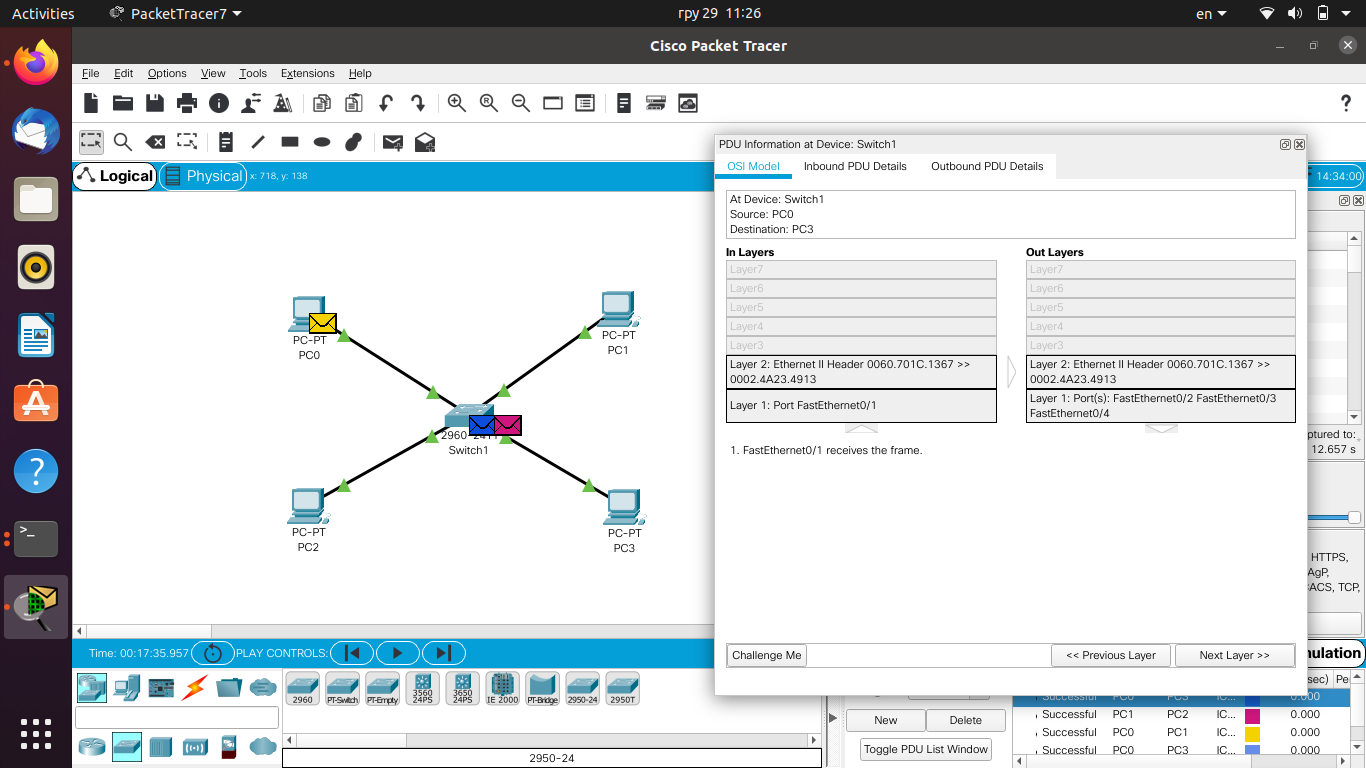 Activities
PacketTracer7
гру 29 11:26
en
Cisco Packet Tracer
File Edit Options View Tools Extensions Help
?
Logical
Physical
x: 718, y: 138
14:34:00
PC-PT
PC0
PC-PT
PC1
Switch1
PC-PT
PC2
PC-PT
PC3
PDU Information at Device: Switch1
OSI Model Inbound PDU Details Outbound PDU Details
At Device: Switch1
Source: PC0
Destination: PC3
In Layers
Layer7
Layer6
Layer5
Layer4
Layer3
Layer 2: Ethernet II Header 0060.701C.1367 >>
0002.4A23.4913
Layer 1: Port FastEthernet0/1
Out Layers
Layer7
Layer6
Layer5
Layer4
Layer3
Layer 2: Ethernet II Header 0060.701C.1367 >>
0002.4A23.4913
Layer 1: Port(s): FastEthernet0/2 FastEthernet0/3
FastEthernet0/4
1. FastEthernet0/1 receives the frame.
Challenge Me
<< Previous Layer
Next Layer >>
ptured to:
12.657 s
HTTPS,
AgP,
ACS, TCP,
mulation
Time: 00:17:35.957
PLAY CONTROLS:
2960
PT-Switch
PT-Empty
3560
24PS
3650
24PS
IE 2000
PT-Bridge
2950-24
2950T
2950-24
New
Delete
Toggle PDU List Window
sec) Pe
Successful PC0 PC3 IC... 0.000
Successful PC1 PC2 IC... 0.000
Successful PC0 PC1 IC... 0.000
Successful PC0 PC3 IC... 0.000